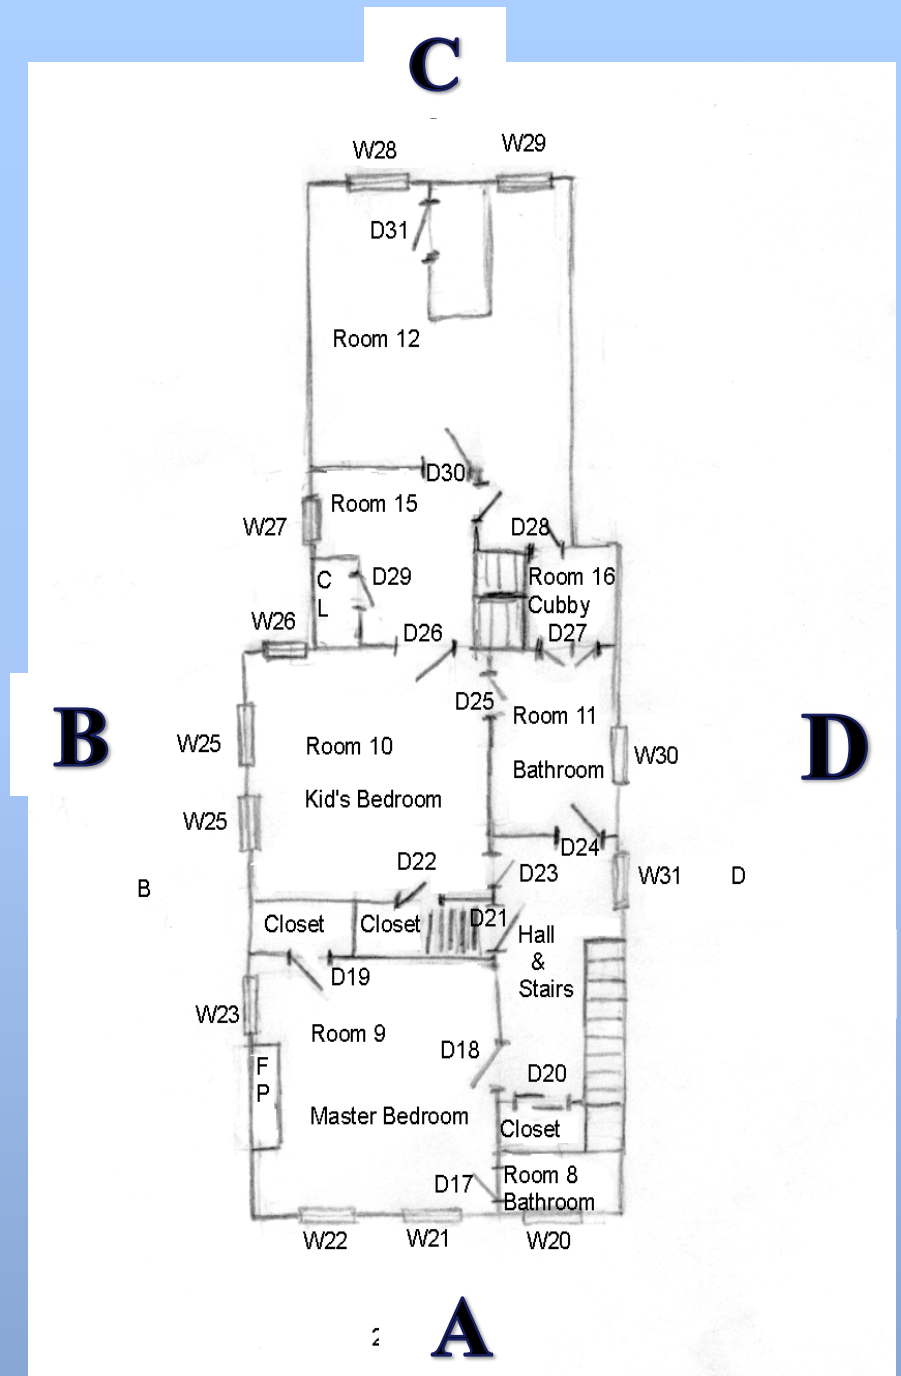 C
W28
W29
D31
Room 12
D30
Room 15
W27
D28
C
L
D29
Room 16
Cubby
W26
D26
D27
D25
Room 11
B
W25
Room 10
D
W30
Bathroom
Kid's Bedroom
W25
D24
D22
D23
W31
D
B
Closet
Closet
D21
Hall
&
Stairs
D19
W23
Room 9
D18
F
P
D20
Master Bedroom
Closet
D17
Room 8
Bathroom
W22
W21
W20
A